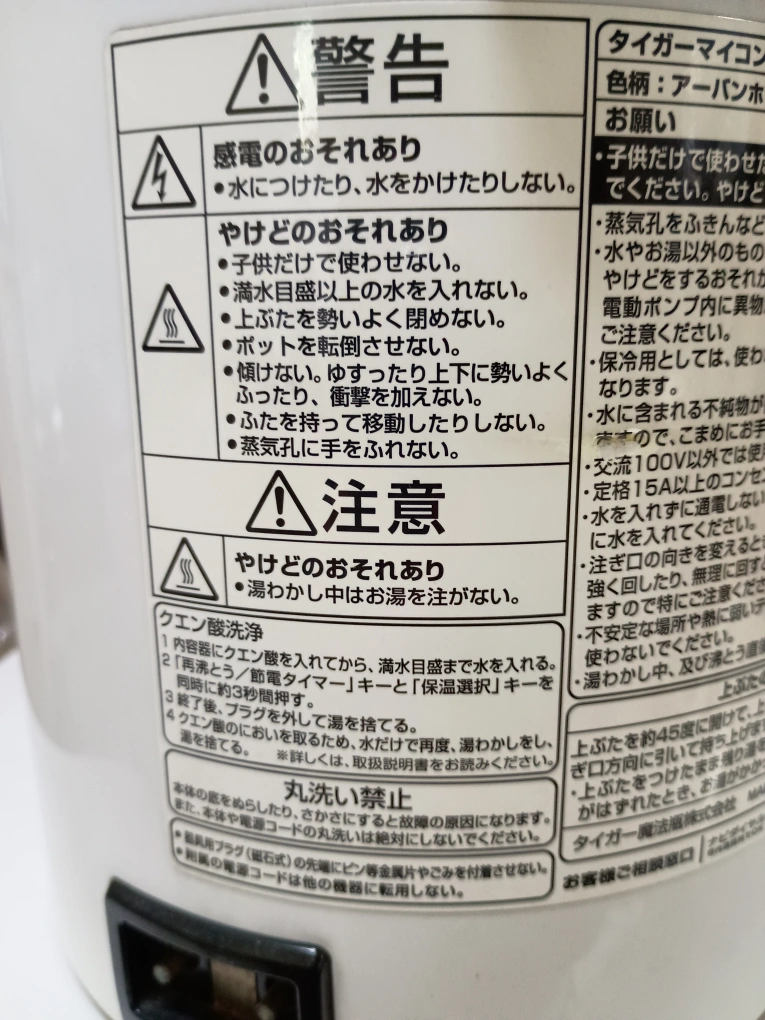 警告
感電のおそれあり
•水につけたり、水をかけたりしない。
やけどのおそれあり
•子供だけで使わせない。
•満水目盛以上の水を入れない。
•上ぶたを勢いよく閉めない。
•ポットを転倒させない。
•傾けない。ゆすったり上下に勢いよく
ふったり、衝撃を加えない。
•ふたを持って移動したりしない。
•蒸気孔に手をふれない。
注意
やけどのおそれあり
•湯わかし中はお湯を注がない。
クエン酸洗浄
1 内容器にクエン酸を入れてから、満水目盛まで水を入れる。
2「再沸とう/節電タイマー」キーと「保温選択」キーを
同時に約3秒間押す。
3 終了後、プラグを外して湯を捨てる。
4 クエン酸のにおいを取るため、水だけで再度、湯わかしをし、
湯を捨てる。 ※詳しくは、取扱説明書をお読みください。
丸洗い禁止
本体の底をぬらしたり、さかさにすると故障の原因になります。
また、本体や電源コードの丸洗いは絶対にしないでください。
•器具用プラグ(磁石式)の先端にピン等金属片やごみを付着させない。
•附属の電源コードは他の機器に転用しない。
タイガーマイコン
色柄:アーバンホ
お願い
・子供だけで使わせた
でください。やけど
・蒸気孔をふきんなど
・水やお湯以外のもの
やけどをするおそれが
電動ポンプ内に異物
ご注意ください。
・保冷用としては、使わ
なります。
・水に含まれる不純物が
ますので、こまめにお手
・交流100V以外では使用
・定格15A以上のコンセン
・水を入れずに通電しない
に水を入れてください。
・注ぎ口の向きを変えるとき
強く回したり、無理に回す
ますので特にご注意くださ
・不安定な場所や熱に弱いテ
使わないでください。
・湯わかし中、及び沸とう直後
上ぶたの
上ぶたを約45度に開けて、上
ぎ口方向に引いて持ち上げま
・上ぶたをつけたまま残り湯を
がはずれたとき、お湯がかか
タイガー魔法瓶株式会社 MA
お客様ご相談窓口 ナビダイヤル